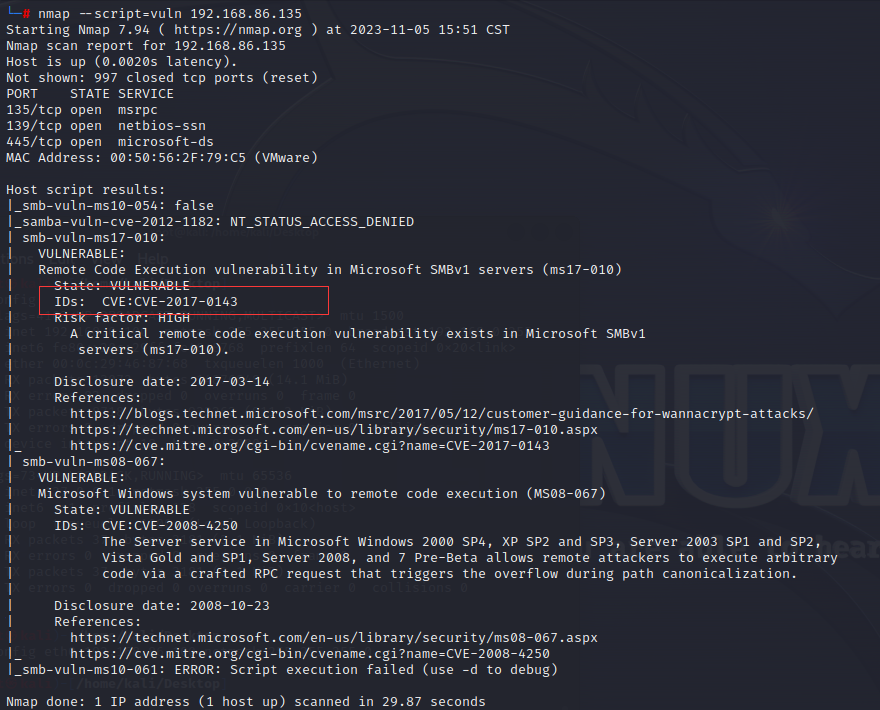 └─# nmap --script=vuln 192.168.86.135
Starting Nmap 7.94 ( https://nmap.org ) at 2023-11-05 15:51 CST
Nmap scan report for 192.168.86.135
Host is up (0.0020s latency).
Not shown: 997 closed tcp ports (reset)
PORT    STATE SERVICE
135/tcp open  msrpc
139/tcp open  netbios-ssn
445/tcp open  microsoft-ds
MAC Address: 00:50:56:2F:79:C5 (VMware)

Host script results:
|_smb-vuln-ms10-054: false
|_samba-vuln-cve-2012-1182: NT_STATUS_ACCESS_DENIED
| smb-vuln-ms17-010:
|   VULNERABLE:
|   Remote Code Execution vulnerability in Microsoft SMBv1 servers (ms17-010)
|     State: VULNERABLE
|     IDs:  CVE:CVE-2017-0143
|     Risk factor: HIGH
|       A critical remote code execution vulnerability exists in Microsoft SMBv1
|        servers (ms17-010).
|
|     Disclosure date: 2017-03-14
|     References:
|       https://blogs.technet.microsoft.com/msrc/2017/05/12/customer-guidance-for-wannacrypt-attacks/
|       https://technet.microsoft.com/en-us/library/security/ms17-010.aspx
|_      https://cve.mitre.org/cgi-bin/cvename.cgi?name=CVE-2017-0143
| smb-vuln-ms08-067:
|   VULNERABLE:
|   Microsoft Windows system vulnerable to remote code execution (MS08-067)
|     State: VULNERABLE
|     IDs:  CVE:CVE-2008-4250
|           The Server service in Microsoft Windows 2000 SP4, XP SP2 and SP3, Server 2003 SP1 and SP2,
|           Vista Gold and SP1, Server 2008, and 7 Pre-Beta allows remote attackers to execute arbitrary
|           code via a crafted RPC request that triggers the overflow during path canonicalization.
|
|     Disclosure date: 2008-10-23
|     References:
|       https://technet.microsoft.com/en-us/library/security/ms08-067.aspx
|_      https://cve.mitre.org/cgi-bin/cvename.cgi?name=CVE-2008-4250
|_smb-vuln-ms10-061: ERROR: Script execution failed (use -d to debug)

Nmap done: 1 IP address (1 host up) scanned in 29.87 seconds